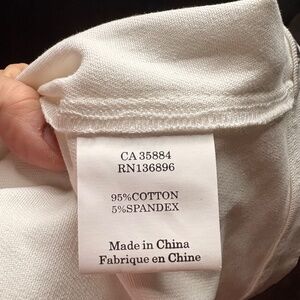 CA 35884
RN136896
95%COTTON
5%SPANDEX
Made in China
Fabrique en Chine